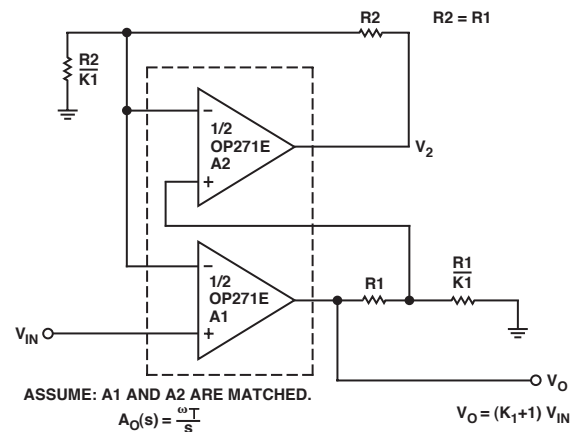 R2
R2 = R1
R2
K1
–
1/2
OP271E
A2
+
V2
–
1/2
OP271E
A1
+
R1
R1
K1
VIN
VO
ASSUME: A1 AND A2 ARE MATCHED.
AO(s) = ωT
s
VO = (K1+1) VIN